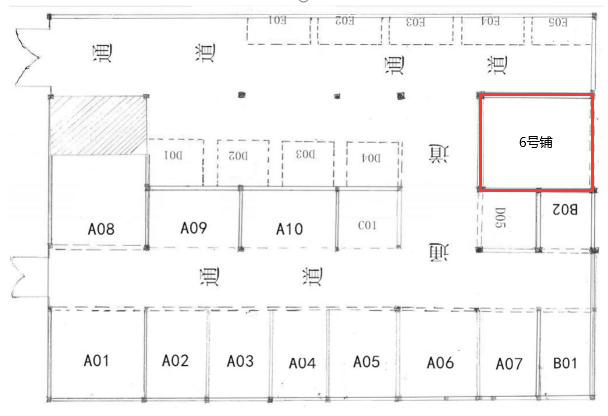 E01 E02 E03 E04 E05
通 道 通 道
6号铺
D01 D02 D03 D04
道
D05 B02
A08 A09 A10 C01
通
通 道
A01 A02 A03 A04 A05 A06 A07 B01